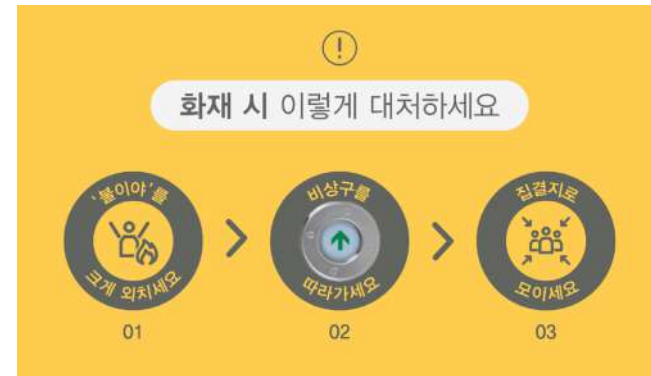 화재 시 이렇게 대처하세요
'불이야'를
크게 외치세요
01
비상구를
따라가세요
02
집결지로
모이세요
03